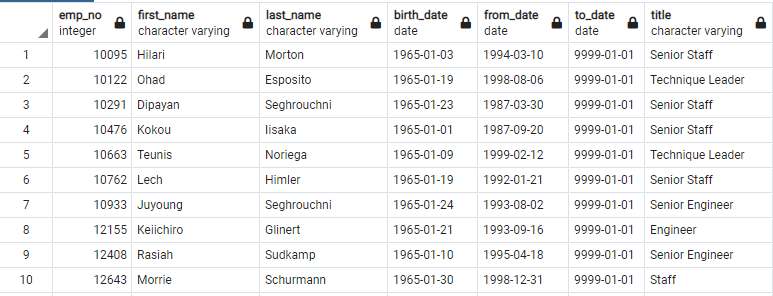 emp_no first_name last_name birth_date from_date to_date title
integer character varying character varying date date date character varying
1 10095 Hilari Morton 1965-01-03 1994-03-10 9999-01-01 Senior Staff
2 10122 Ohad Esposito 1965-01-19 1998-08-06 9999-01-01 Technique Leader
3 10291 Dipayan Seghrouchni 1965-01-23 1987-03-30 9999-01-01 Senior Staff
4 10476 Kokou Iisaka 1965-01-01 1987-09-20 9999-01-01 Senior Staff
5 10663 Teunis Noriega 1965-01-09 1999-02-12 9999-01-01 Technique Leader
6 10762 Lech Himler 1965-01-19 1992-01-21 9999-01-01 Senior Staff
7 10933 Juyoung Seghrouchni 1965-01-24 1993-08-02 9999-01-01 Senior Engineer
8 12155 Keiichiro Glinert 1965-01-21 1993-09-16 9999-01-01 Engineer
9 12408 Rasiah Sudkamp 1965-01-10 1995-04-18 9999-01-01 Senior Engineer
10 12643 Morrie Schurmann 1965-01-30 1998-12-31 9999-01-01 Staff